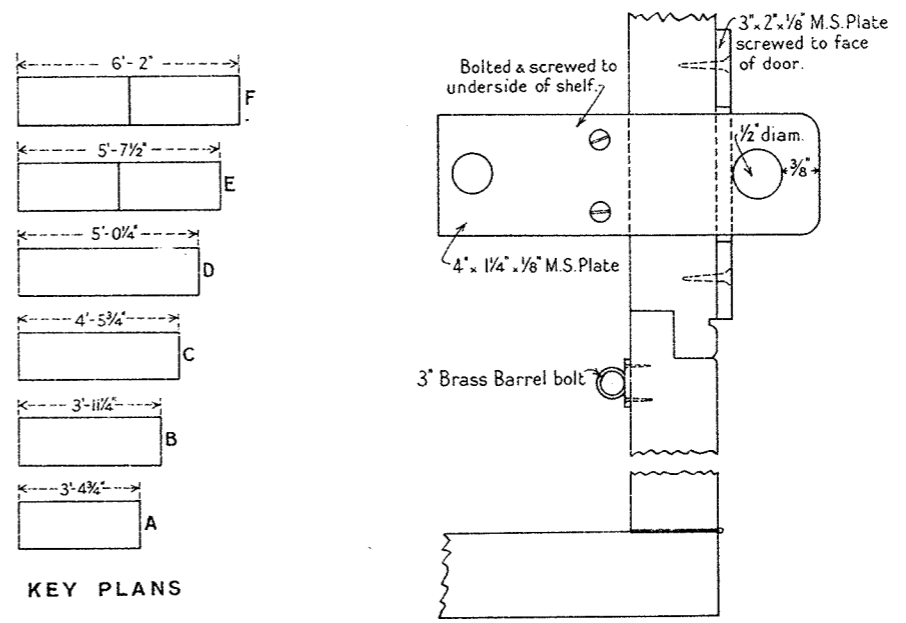 6'-2"
F
5'-7½"
E
5'-0¼"
D
4'-5¾"
C
3'-11¼"
B
3'-4¾"
A
KEY PLANS
3"x 2"x ⅛" M.S. Plate
screwed to face
of door.
Bolted & screwed to
underside of shelf.
½" diam.
⅜"
4" x 1¼" x ⅛" M.S. Plate
3" Brass Barrel bolt